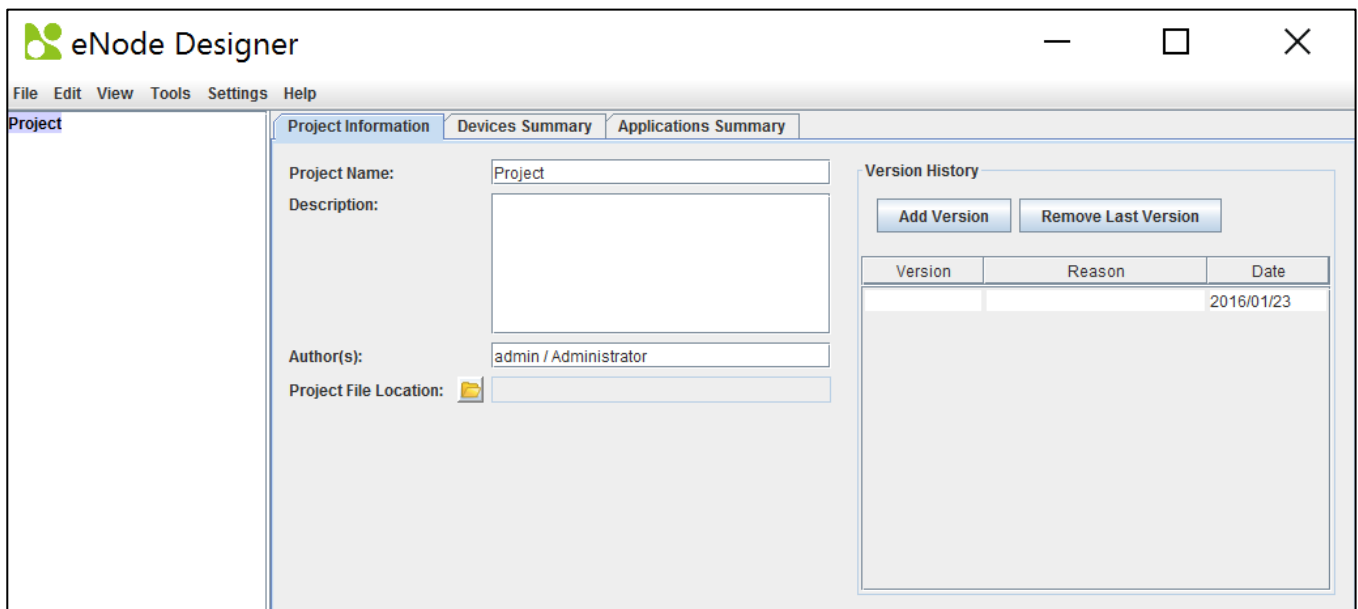 eNode Designer
File Edit View Tools Settings Help
Project
Project Information Devices Summary Applications Summary
Project Name: Project
Description:
Author(s): admin / Administrator
Project File Location:
Version History
Add Version Remove Last Version
Version Reason Date
2016/01/23